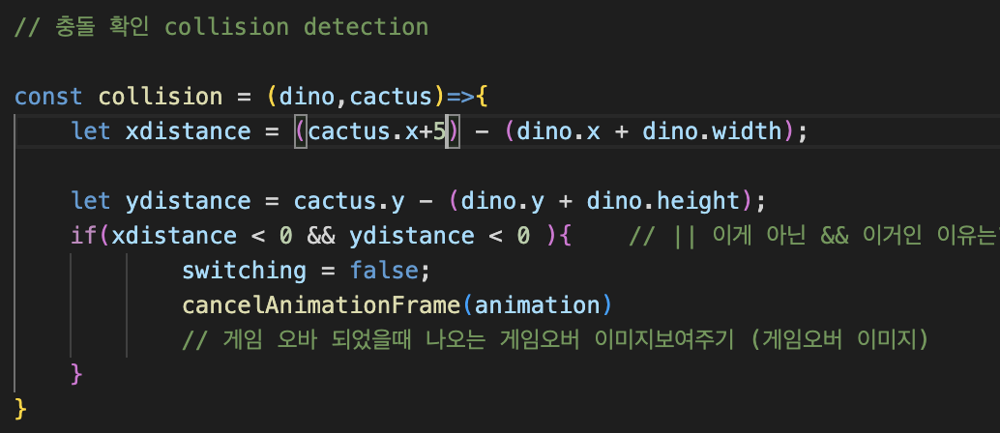 // 충돌 확인 collision detection
const collision = (dino,cactus)=>{
let xdistance = (cactus.x+5) - (dino.x + dino.width);
let ydistance = cactus.y - (dino.y + dino.height);
if(xdistance < 0 && ydistance < 0 ){ // || 이게 아닌 && 이거인 이유는
switching = false;
cancelAnimationFrame(animation)
// 게임 오바 되었을때 나오는 게임오버 이미지보여주기 (게임오버 이미지)
}
}